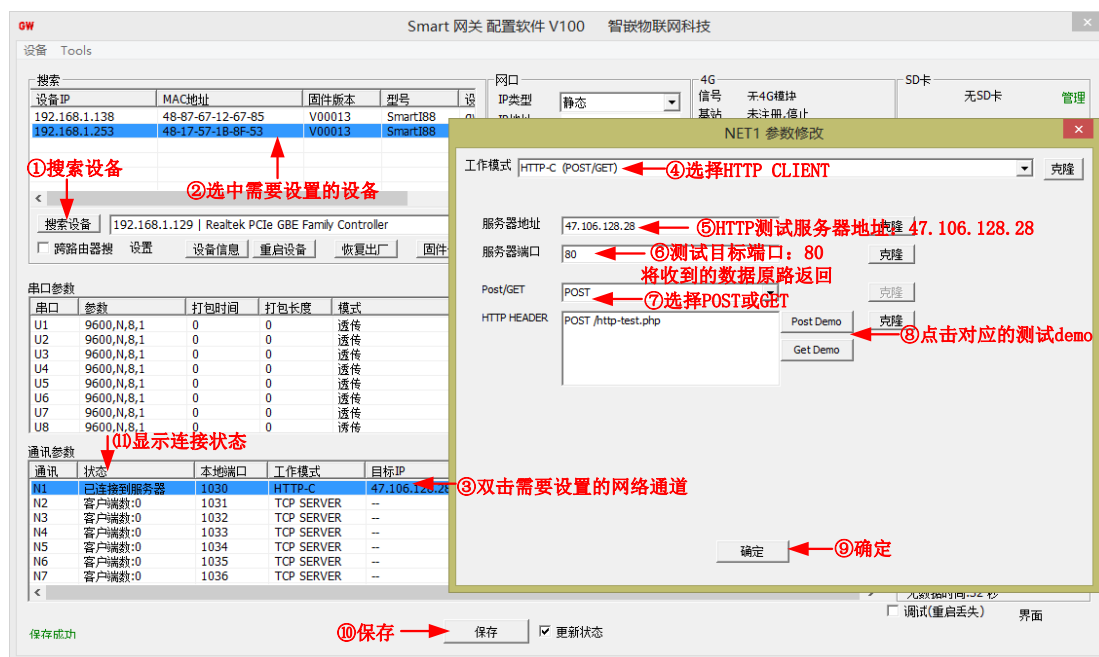 GW Smart 网关 配置软件 V100 智嵌物联网科技
设备 Tools
搜索
设备IP MAC地址 固件版本 型号
192.168.1.138 48-87-67-12-67-85 V00013 SmartI88
192.168.1.253 48-17-57-1B-8F-53 V00013 SmartI88
①搜索设备
②选中需要设置的设备
搜索设备 192.168.1.129 | Realtek PCIe GBE Family Controller
跨路由器搜 设置 设备信息 重启设备 恢复出厂 固件
网口
IP类型 静态
4G
信号 无4G模块
基站 未注册,停止
SD卡
无SD卡 管理
NET1 参数修改
工作模式 HTTP-C (POST/GET) ④选择HTTP CLIENT 克隆
服务器地址 47.106.128.28 ⑤HTTP测试服务器地址: 47.106.128.28
服务器端口 80 ⑥测试目标端口：80 克隆
将收到的数据原路返回
Post/GET POST ⑦选择POST或GET 克隆
HTTP HEADER POST /http-test.php Post Demo 克隆
⑧点击对应的测试demo
Get Demo
⑨确定
确定
串口参数
串口 参数 打包时间 打包长度 模式
U1 9600,N,8,1 0 0 透传
U2 9600,N,8,1 0 0 透传
U3 9600,N,8,1 0 0 透传
U4 9600,N,8,1 0 0 透传
U5 9600,N,8,1 0 0 透传
U6 9600,N,8,1 0 0 透传
U7 9600,N,8,1 0 0 透传
U8 9600,N,8,1 0 0 透传
⑪显示连接状态
通讯参数
通讯 状态 本地端口 工作模式 目标IP
N1 已连接到服务器 1030 HTTP-C 47.106.128.28
③双击需要设置的网络通道
N2 客户端数:0 1031 TCP SERVER --
N3 客户端数:0 1032 TCP SERVER --
N4 客户端数:0 1033 TCP SERVER --
N5 客户端数:0 1034 TCP SERVER --
N6 客户端数:0 1035 TCP SERVER --
N7 客户端数:0 1036 TCP SERVER --
无数据时间:32 秒
调试(重启丢失) 界面
保存成功 ⑩保存 保存 更新状态